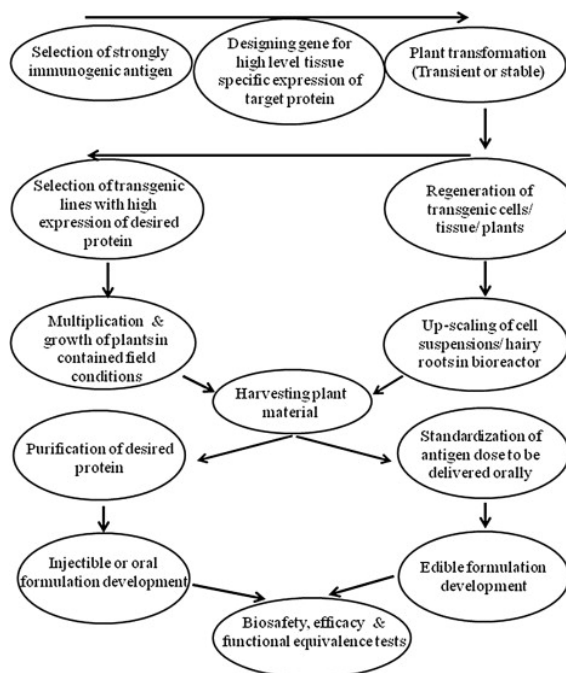 Selection of strongly
immunogenic antigen
Designing gene for
high level tissue
specific expression of
target protein
Plant transformation
(Transient or stable)
Selection of transgenic
lines with high
expression of desired
protein
Regeneration of
transgenic cells/
tissue/ plants
Multiplication &
growth of plants in
contained field
conditions
Up-scaling of cell
suspensions/ hairy
roots in bioreactor
Harvesting plant
material
Purification of desired
protein
Standardization of
antigen dose to be
delivered orally
Injectible or oral
formulation development
Edible formulation
development
Biosafety, efficacy &
functional equivalence
tests